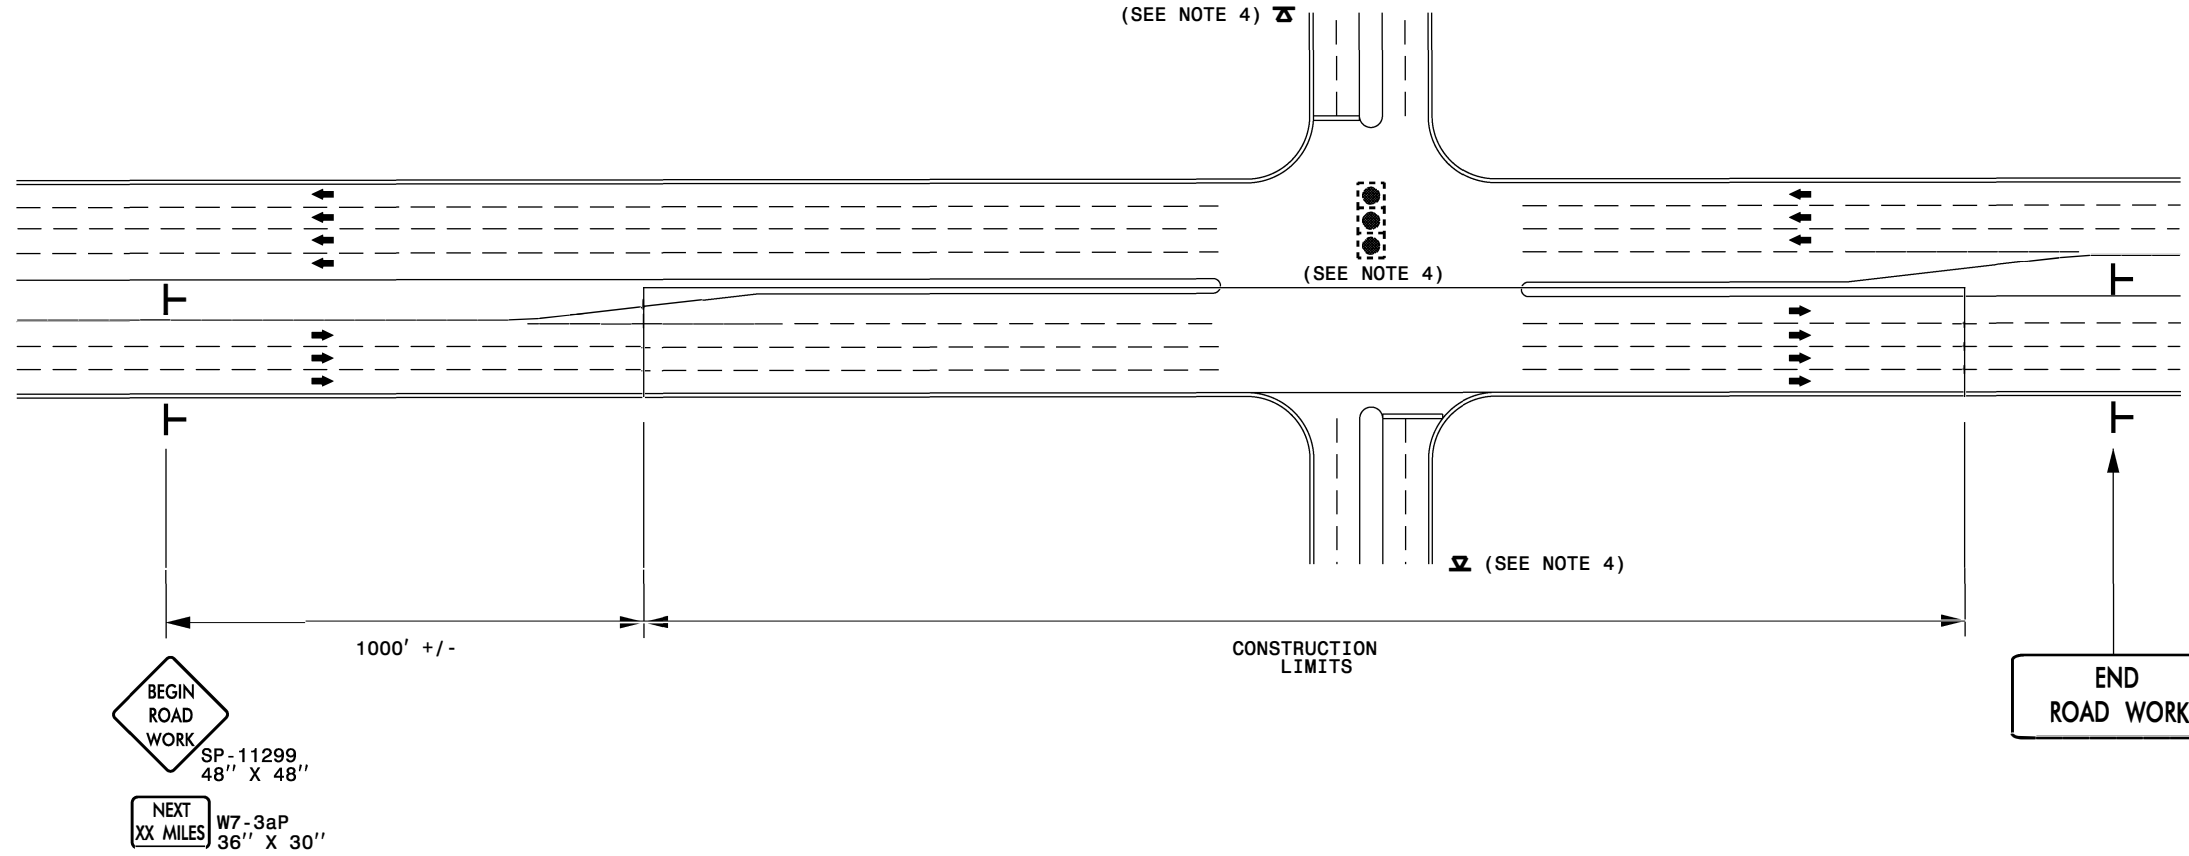 (SEE NOTE 4)
(SEE NOTE 4)
(SEE NOTE 4)
1000' +/-
CONSTRUCTION
LIMITS
BEGIN
ROAD
WORK
SP-11299
48'' X 48''
END
ROAD WORK
NEXT
XX MILES
W7-3aP
36'' X 30''